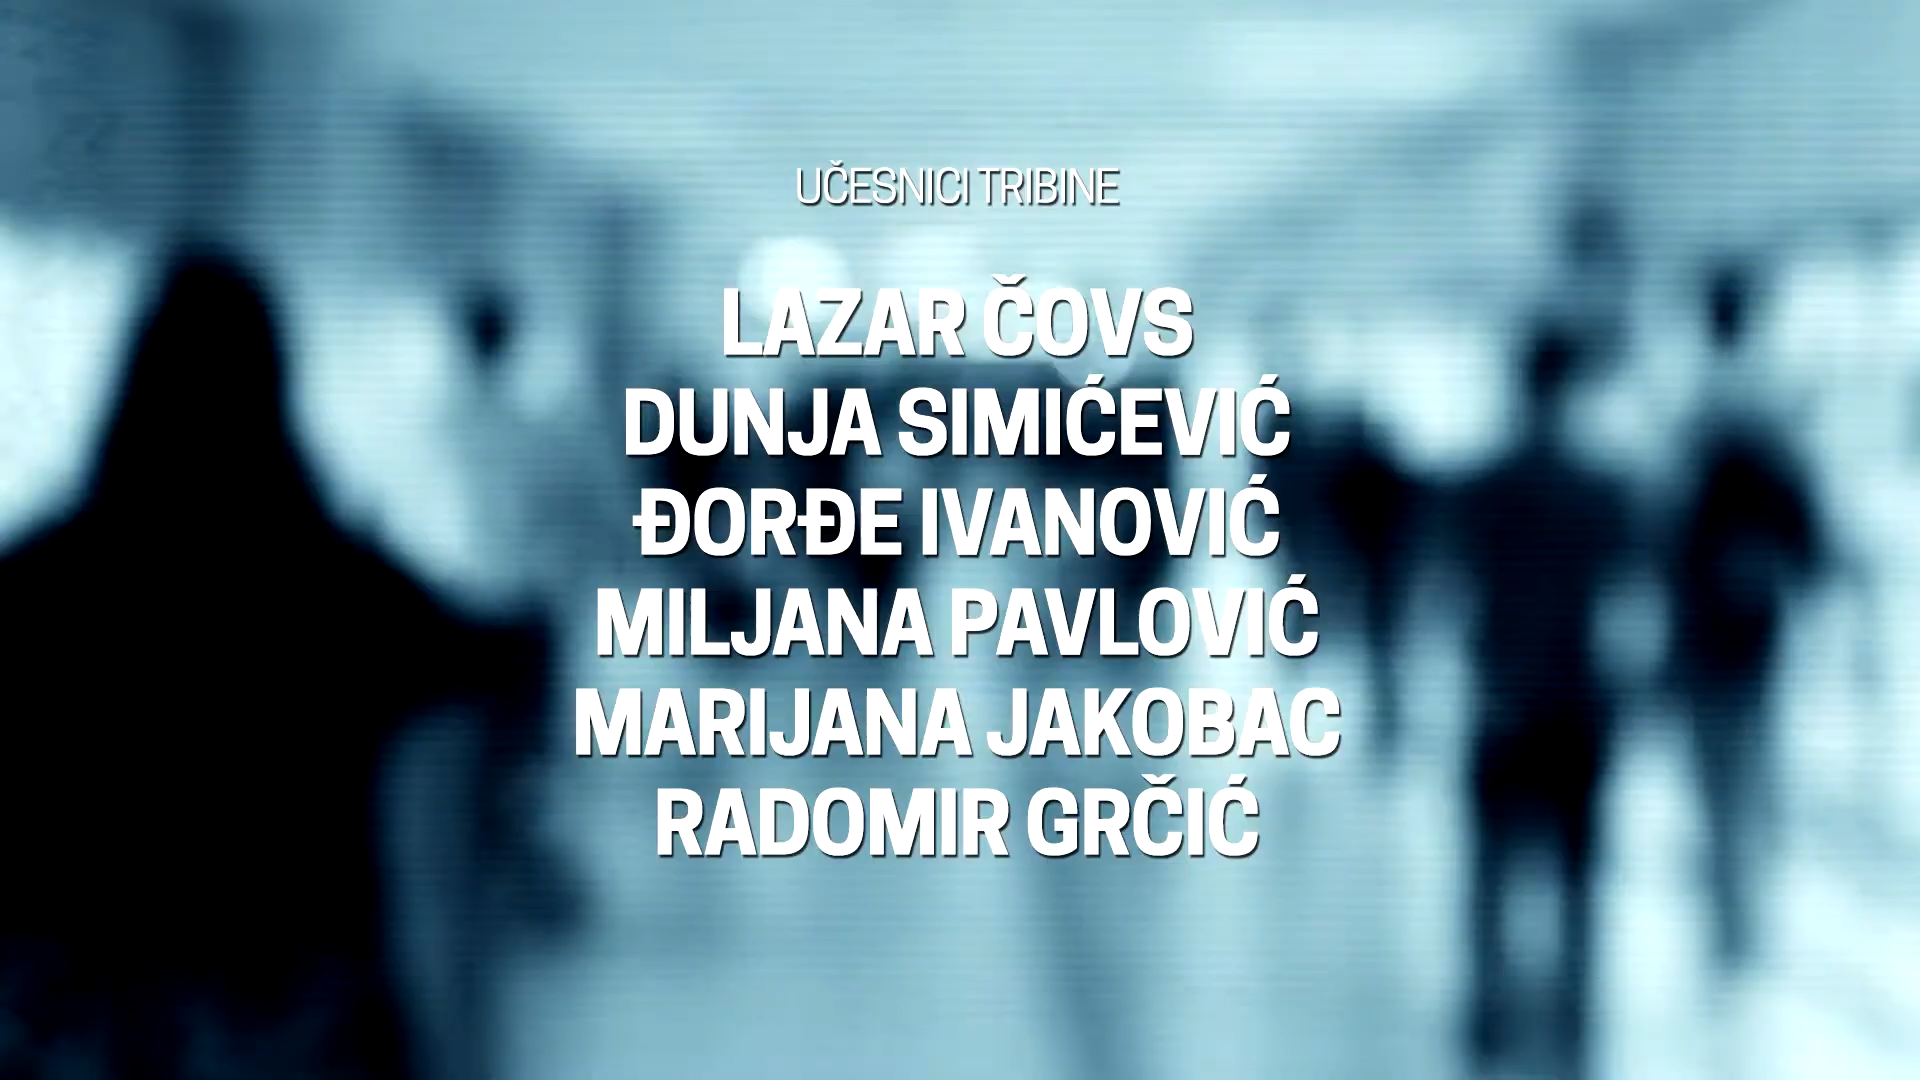 UČESNICI TRIBINE
LAZAR ČOVS
DUNJA SIMIĆEVIĆ
ĐORĐE IVANOVIĆ
MILJANA PAVLOVIĆ
MARIJANA JAKOBAC
RADOMIR GRČIĆ